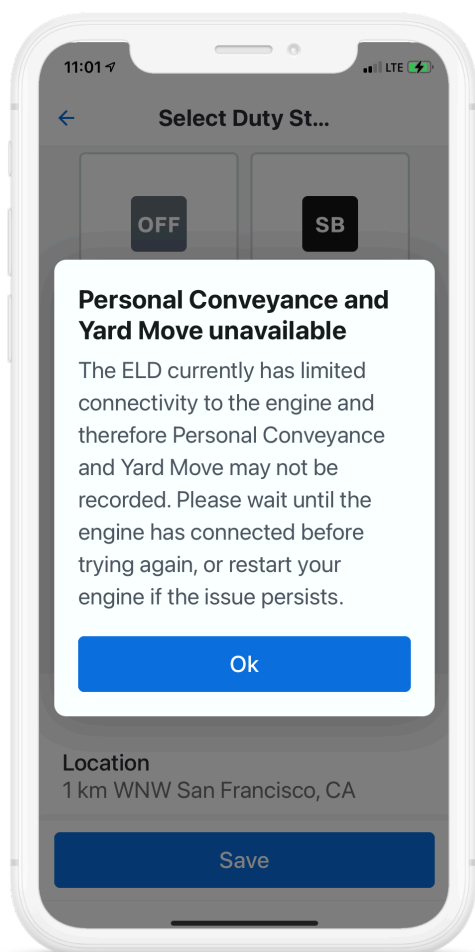 11:01 LTE
Select Duty St...
OFF SB
Personal Conveyance and
Yard Move unavailable
The ELD currently has limited
connectivity to the engine and
therefore Personal Conveyance
and Yard Move may not be
recorded. Please wait until the
engine has connected before
trying again, or restart your
engine if the issue persists.
Ok
Location
1 km WNW San Francisco, CA
Save